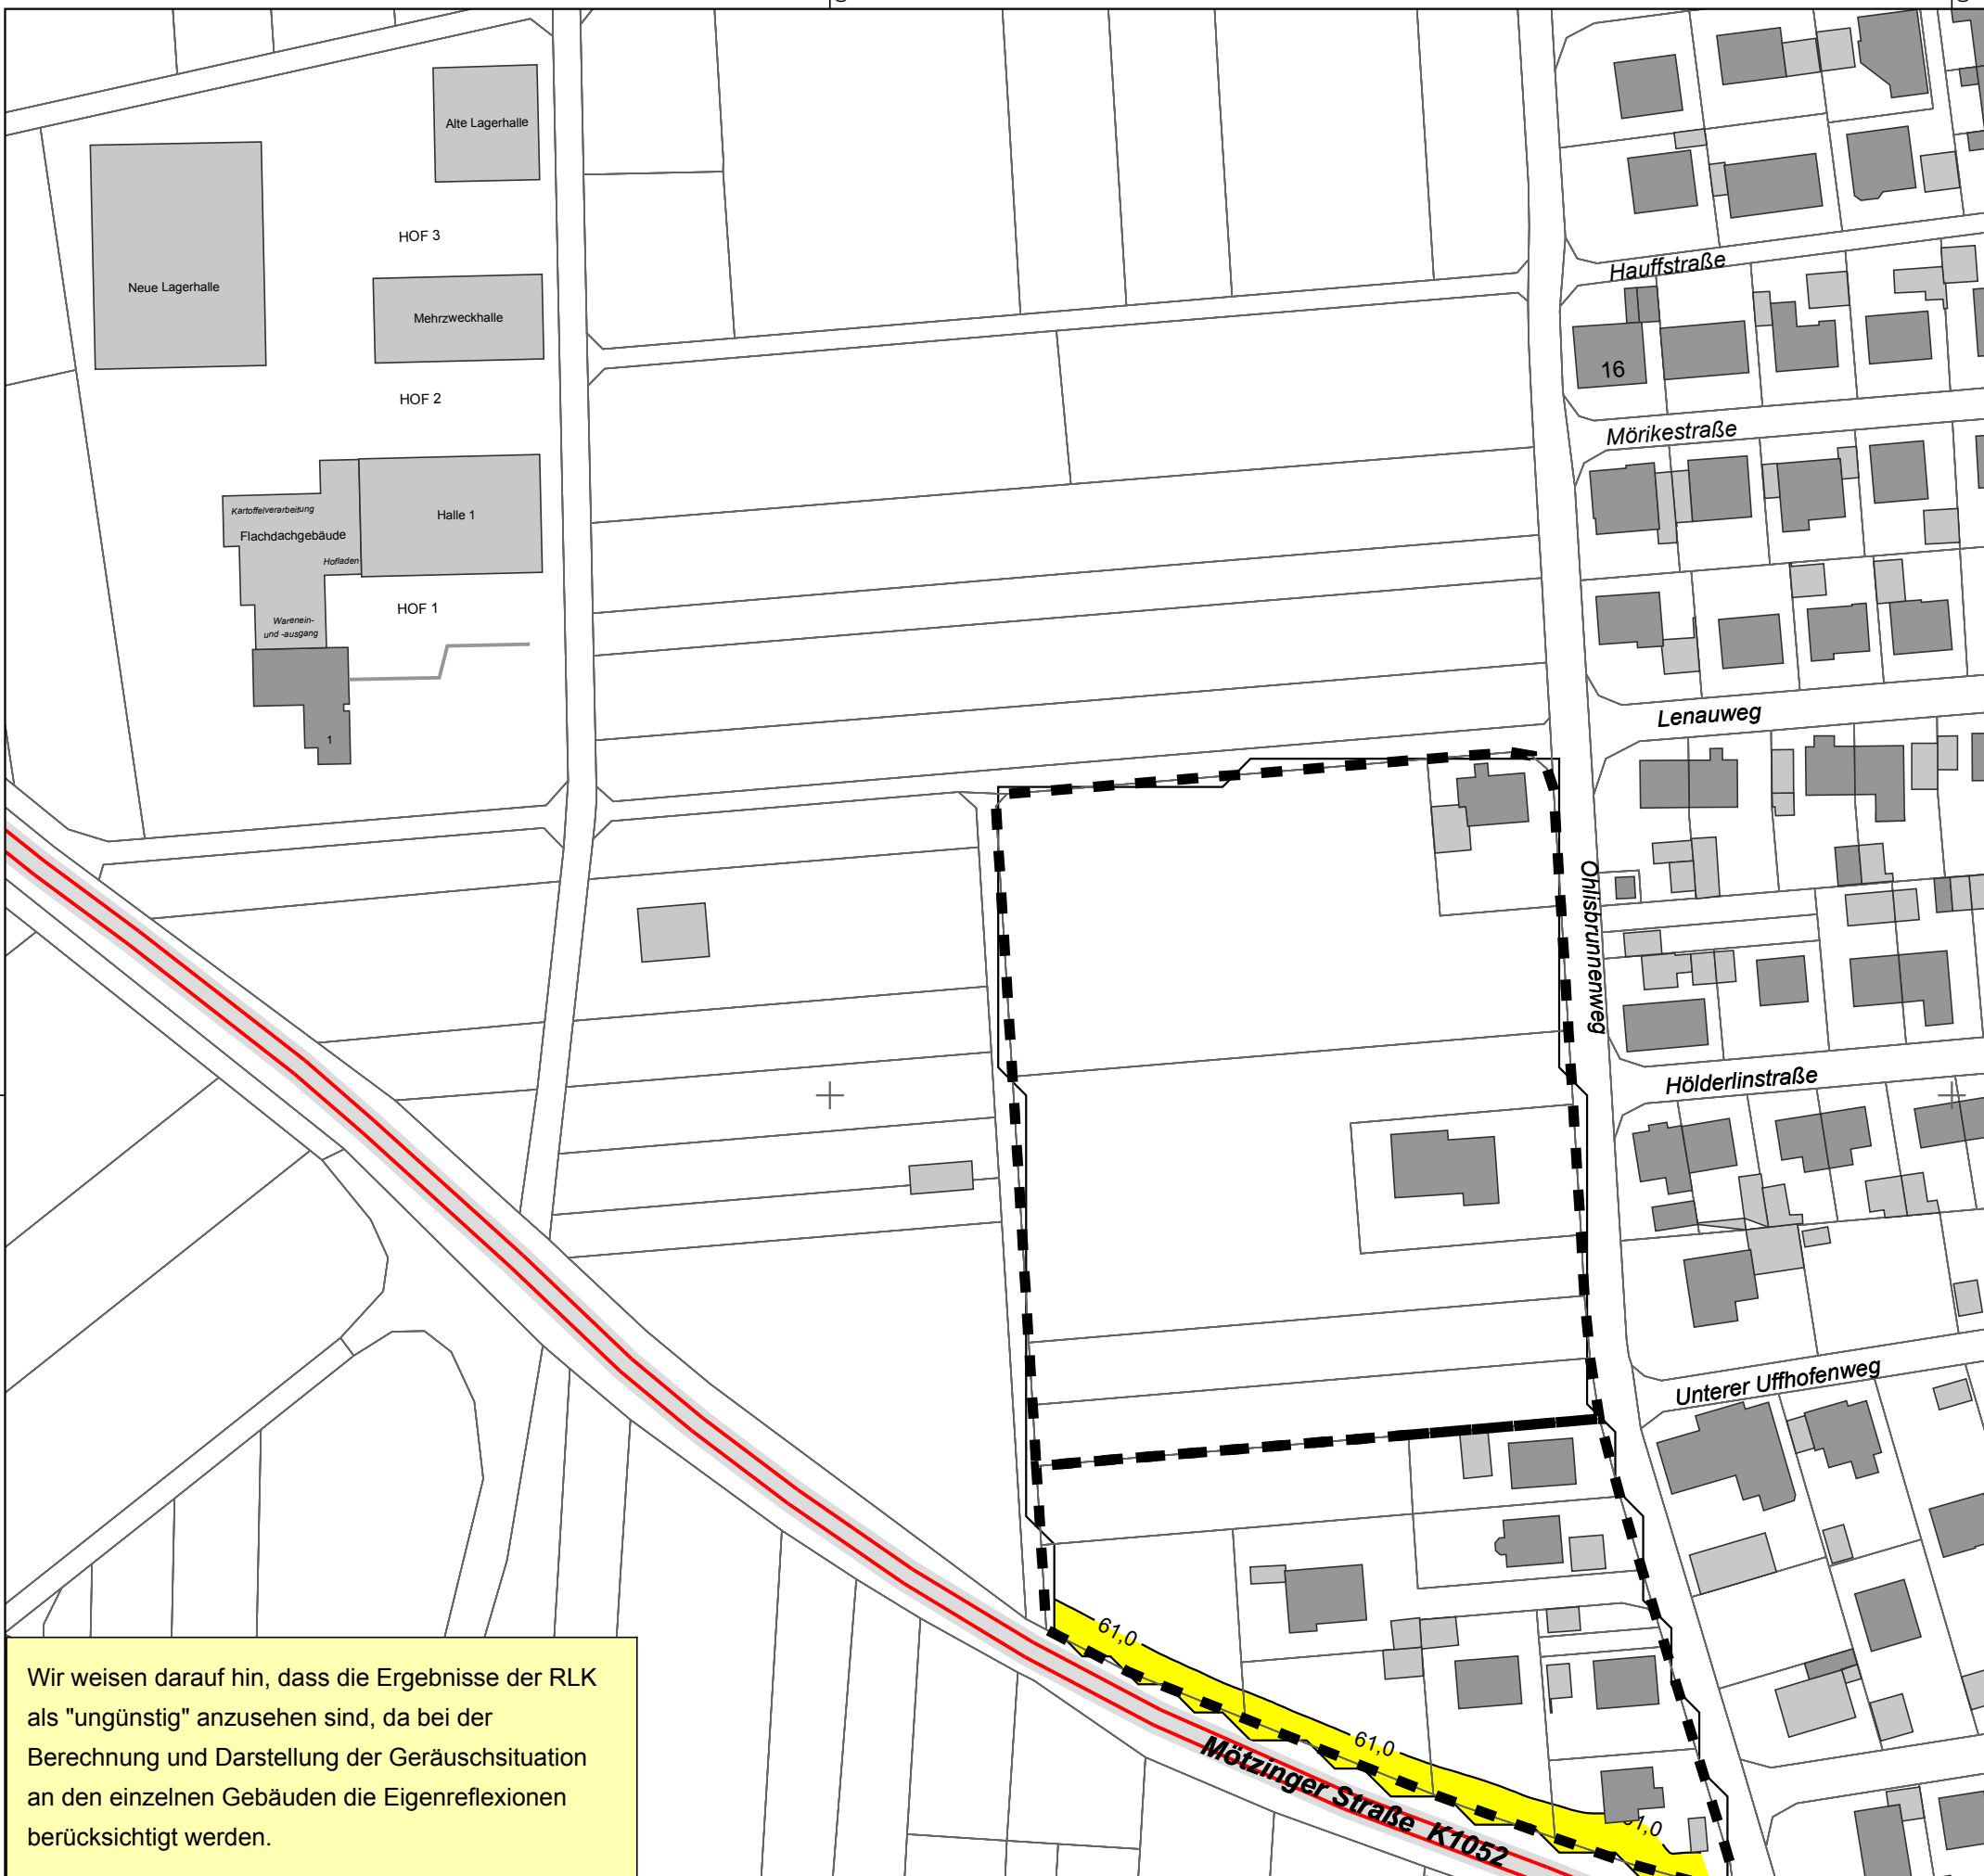 Alte Lagerhalle
HOF 3
Neue Lagerhalle
Mehrzweckhalle
HOF 2
Kartoffelverarbeitung
Flachdachgebäude
Hofladen
Halle 1
HOF 1
Warenein-
und -ausgang
1
Hauffstraße
16
Mörikestraße
Lenauweg
Ohlisbrunnenweg
Hölderlinstraße
Unterer Uffhofenweg
61,0
61,0
Mötzinger Straße K1052
Wir weisen darauf hin, dass die Ergebnisse der RLK
als "ungünstig" anzusehen sind, da bei der
Berechnung und Darstellung der Geräuschsituation
an den einzelnen Gebäuden die Eigenreflexionen
berücksichtigt werden.